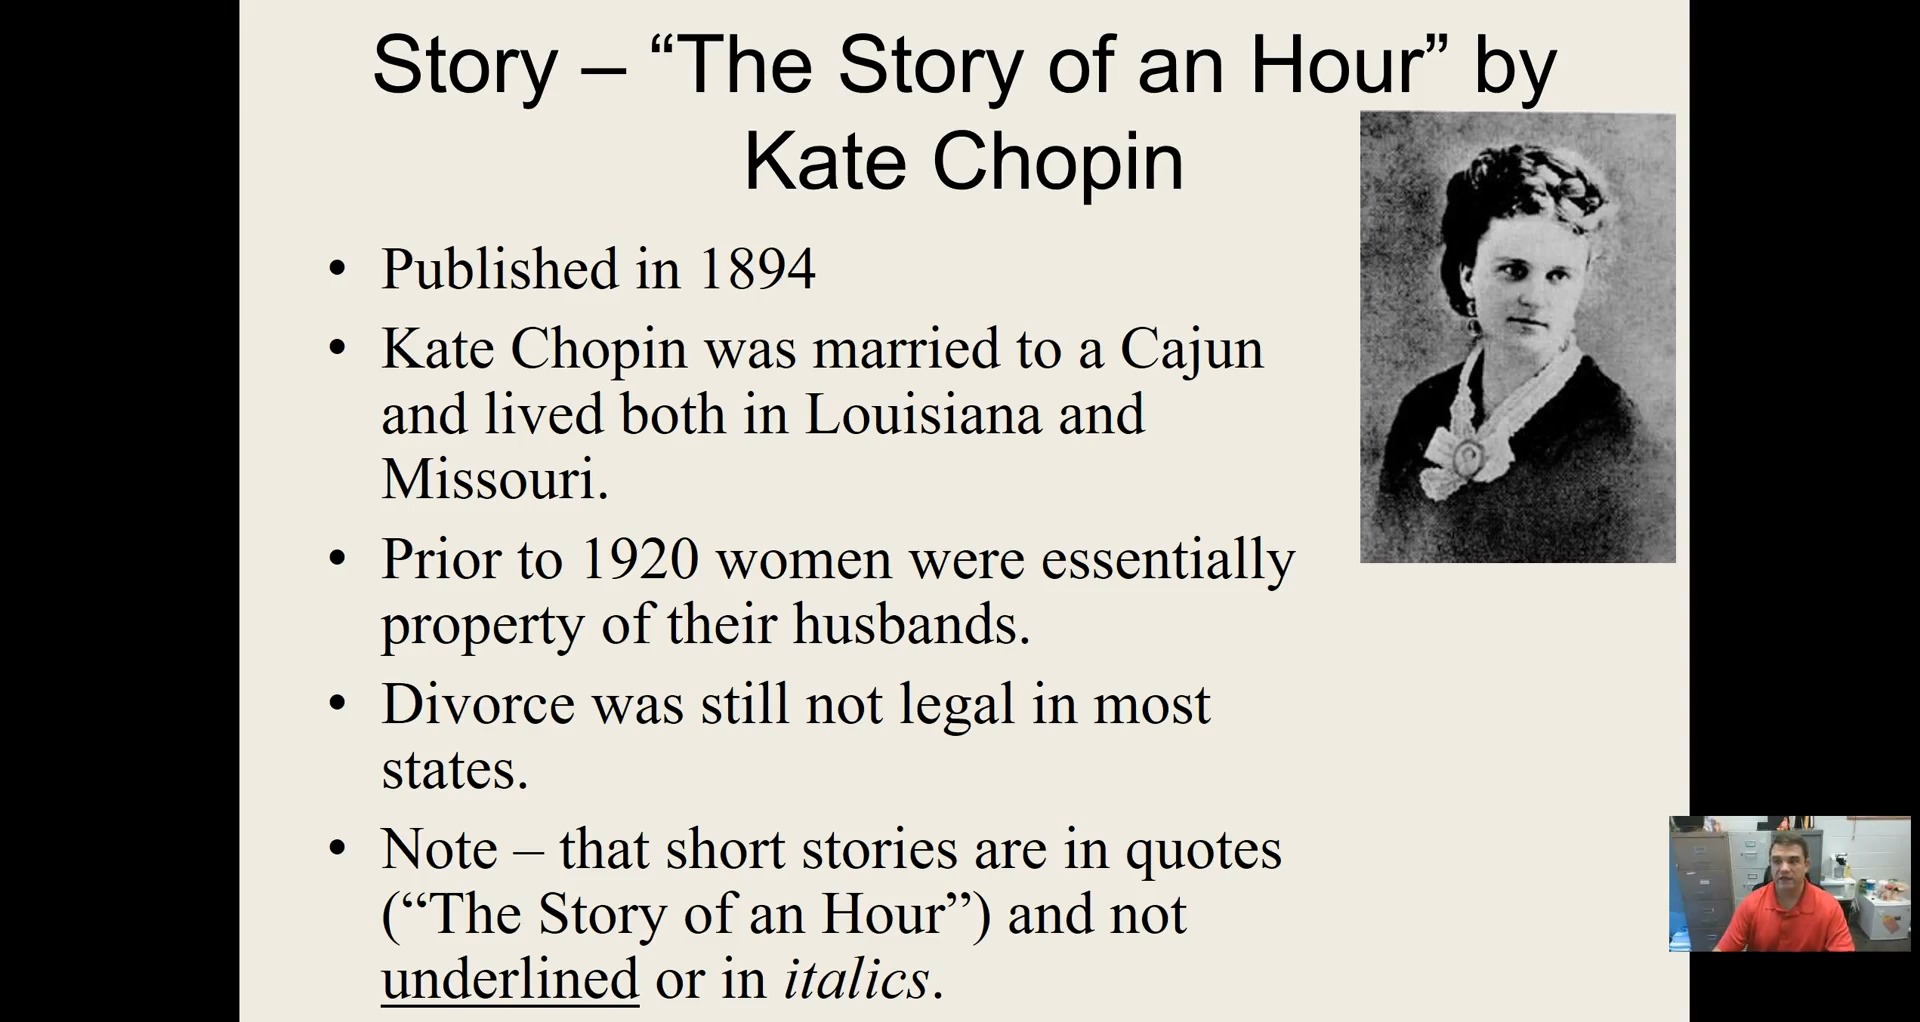 Story – “The Story of an Hour” by
Kate Chopin
• Published in 1894
• Kate Chopin was married to a Cajun
and lived both in Louisiana and
Missouri.
• Prior to 1920 women were essentially
property of their husbands.
• Divorce was still not legal in most
states.
• Note – that short stories are in quotes
(“The Story of an Hour”) and not
underlined or in italics.